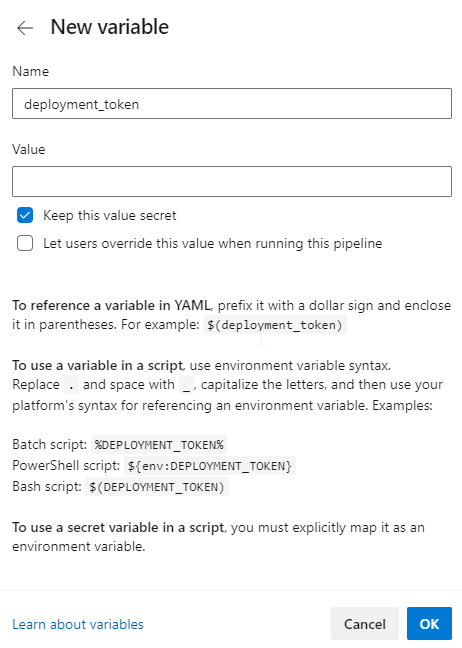 New variable
Name
deployment_token
Value
Keep this value secret
Let users override this value when running this pipeline
To reference a variable in YAML, prefix it with a dollar sign and enclose
it in parentheses. For example: $(deployment_token)
To use a variable in a script, use environment variable syntax.
Replace . and space with _, capitalize the letters, and then use your
platform's syntax for referencing an environment variable. Examples:
Batch script: %DEPLOYMENT_TOKEN%
PowerShell script: ${env:DEPLOYMENT_TOKEN}
Bash script: $(DEPLOYMENT_TOKEN)
To use a secret variable in a script, you must explicitly map it as an
environment variable.
Learn about variables
Cancel
OK